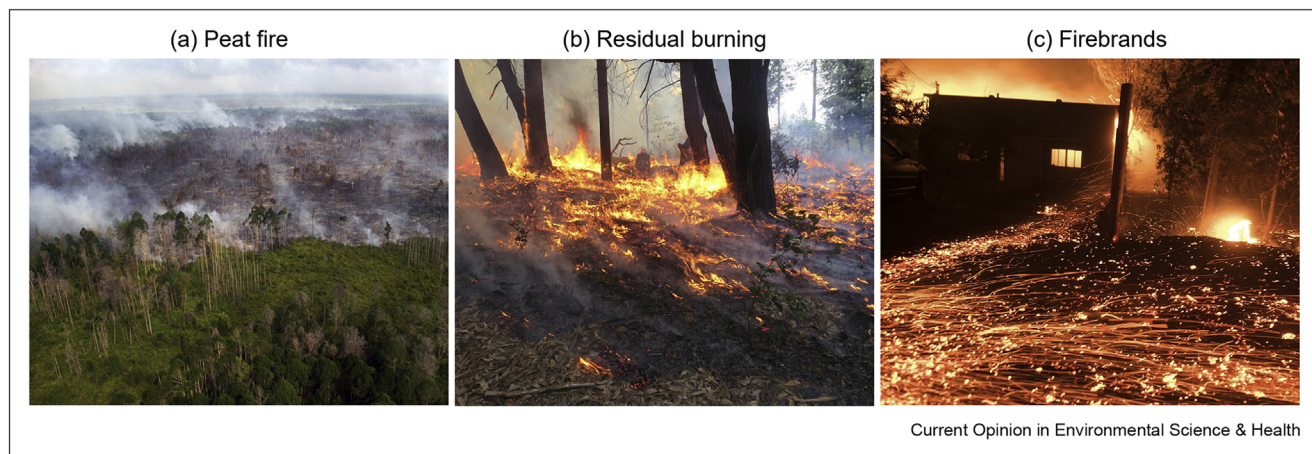 (a) Peat fire
(b) Residual burning
(c) Firebrands
Current Opinion in Environmental Science & Health